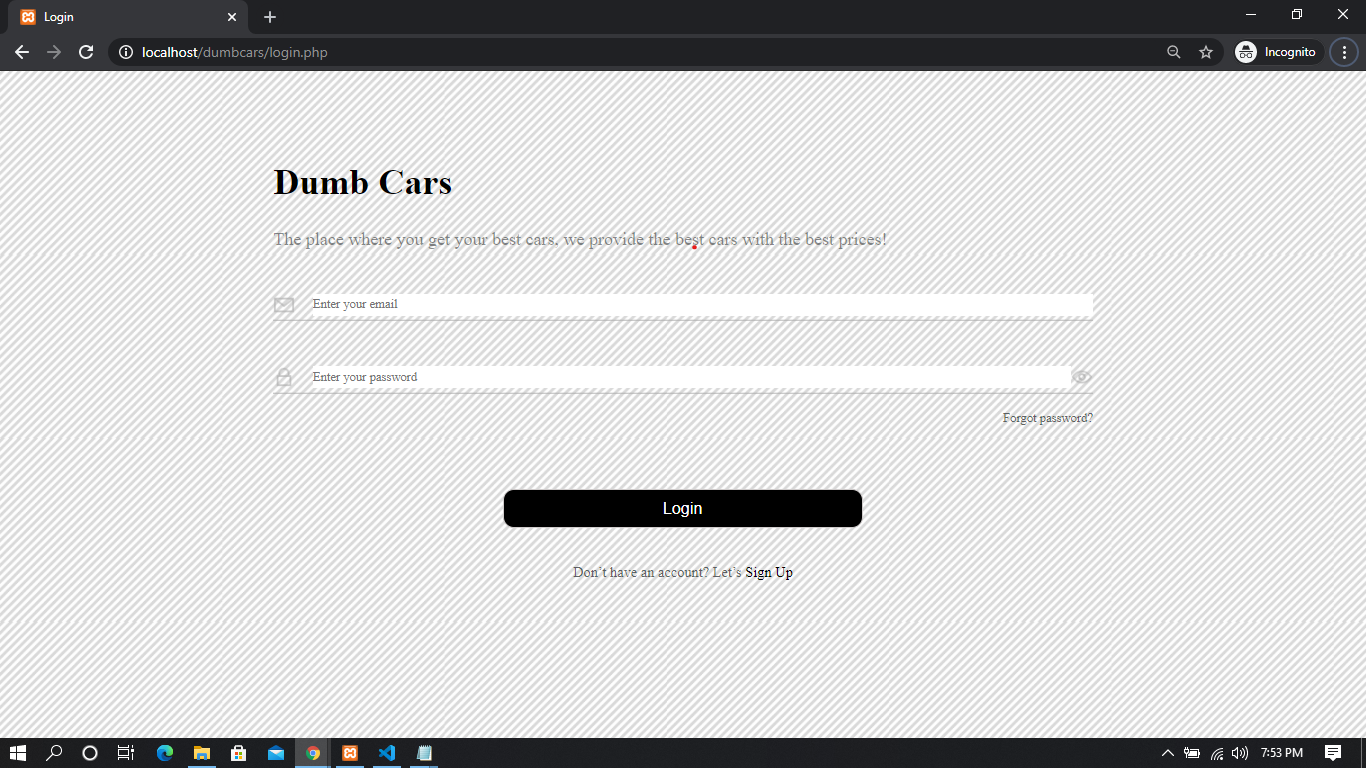 Login
localhost/dumbcars/login.php
Incognito
Dumb Cars
The place where you get your best cars, we provide the best cars with the best prices!
Enter your email
Enter your password
Forgot password?
Login
Don’t have an account? Let’s Sign Up
7:53 PM